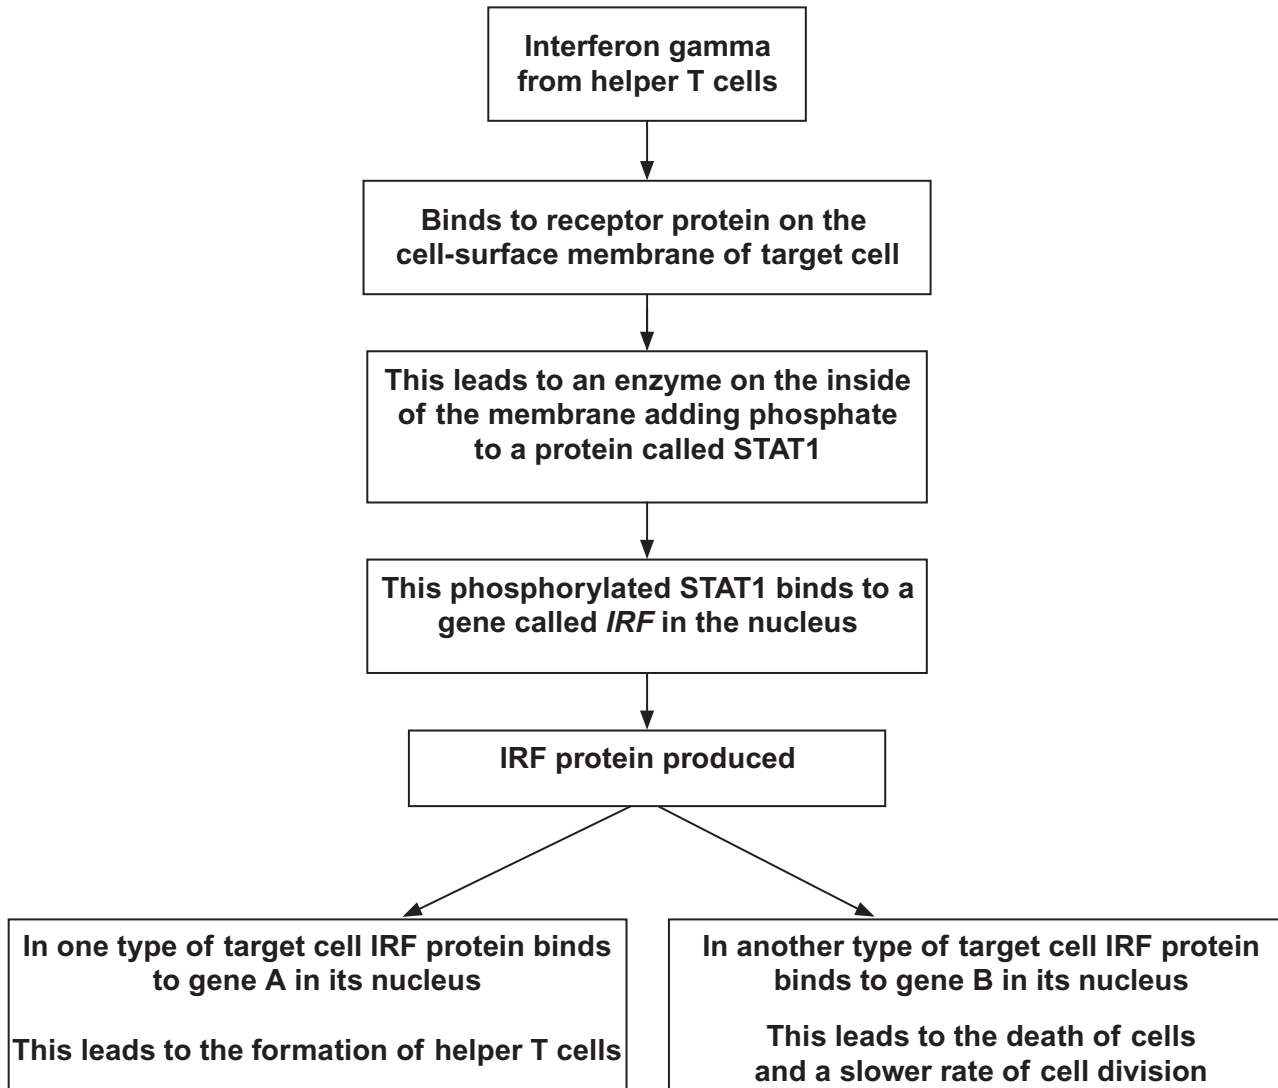 Interferon gamma
from helper T cells
Binds to receptor protein on the
cell-surface membrane of target cell
This leads to an enzyme on the inside
of the membrane adding phosphate
to a protein called STAT1
This phosphorylated STAT1 binds to a
gene called IRF in the nucleus
IRF protein produced
In one type of target cell IRF protein binds
to gene A in its nucleus
This leads to the formation of helper T cells
In another type of target cell IRF protein
binds to gene B in its nucleus
This leads to the death of cells
and a slower rate of cell division